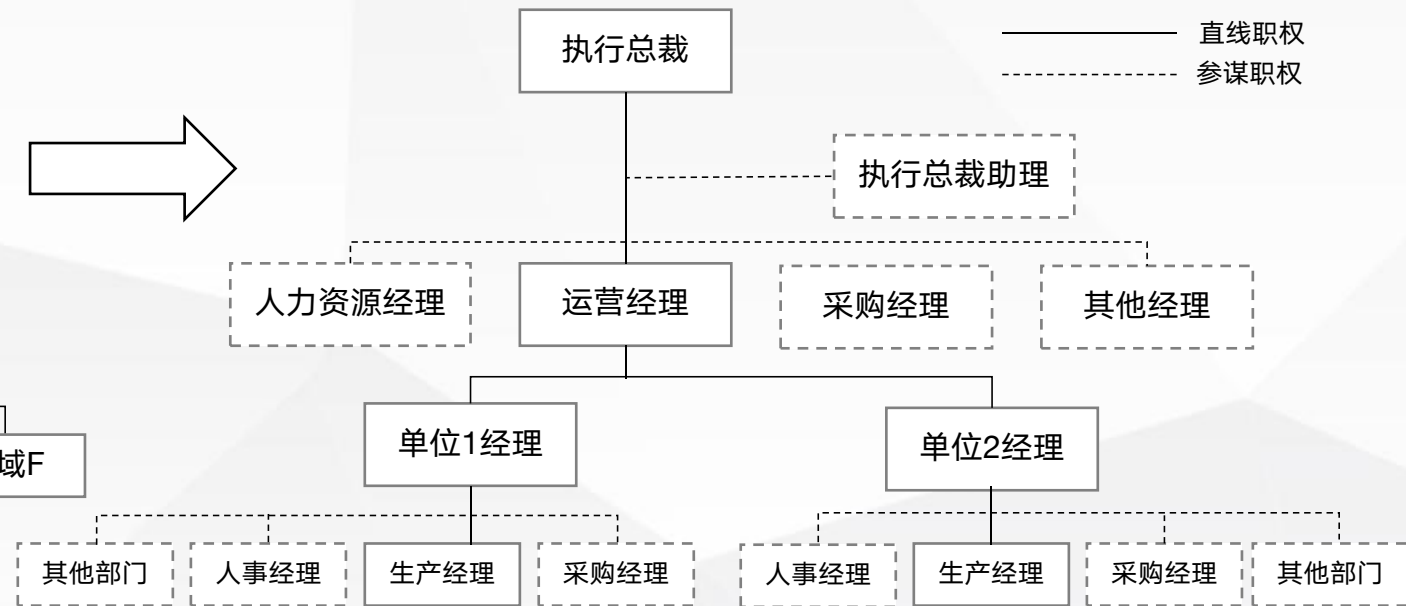 执行总裁
直线职权
参谋职权
执行总裁助理
人力资源经理
运营经理
采购经理
其他经理
单位1经理
单位2经理
域F
其他部门
人事经理
生产经理
采购经理
人事经理
生产经理
采购经理
其他部门